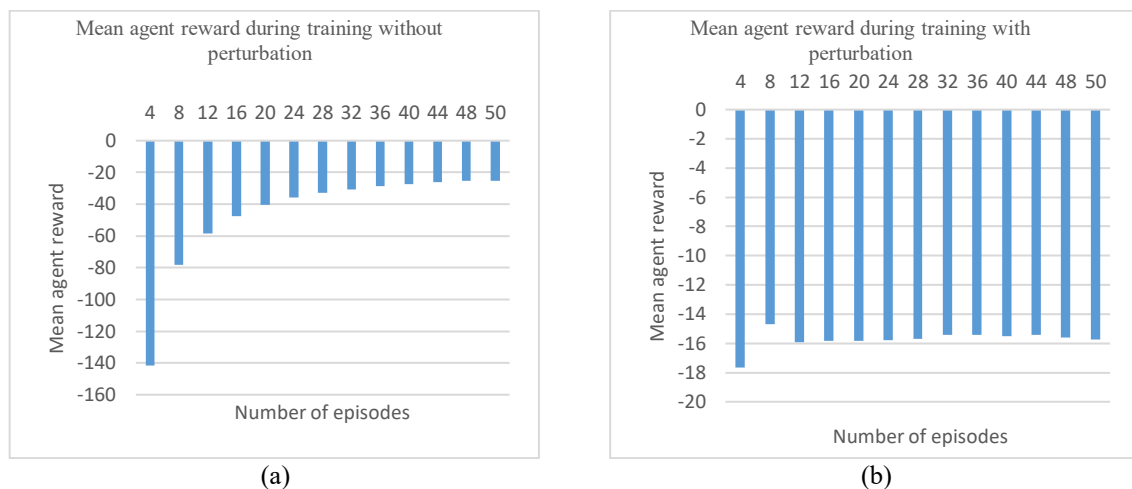 Mean agent reward during training without
perturbation
4 8 12 16 20 24 28 32 36 40 44 48 50
0
-20
-40
-60
-80
-100
-120
-140
-160
Mean agent reward
Number of episodes
(a)
Mean agent reward during training with
perturbation
4 8 12 16 20 24 28 32 36 40 44 48 50
0
-2
-4
-6
-8
-10
-12
-14
-16
-18
-20
Mean agent reward
Number of episodes
(b)